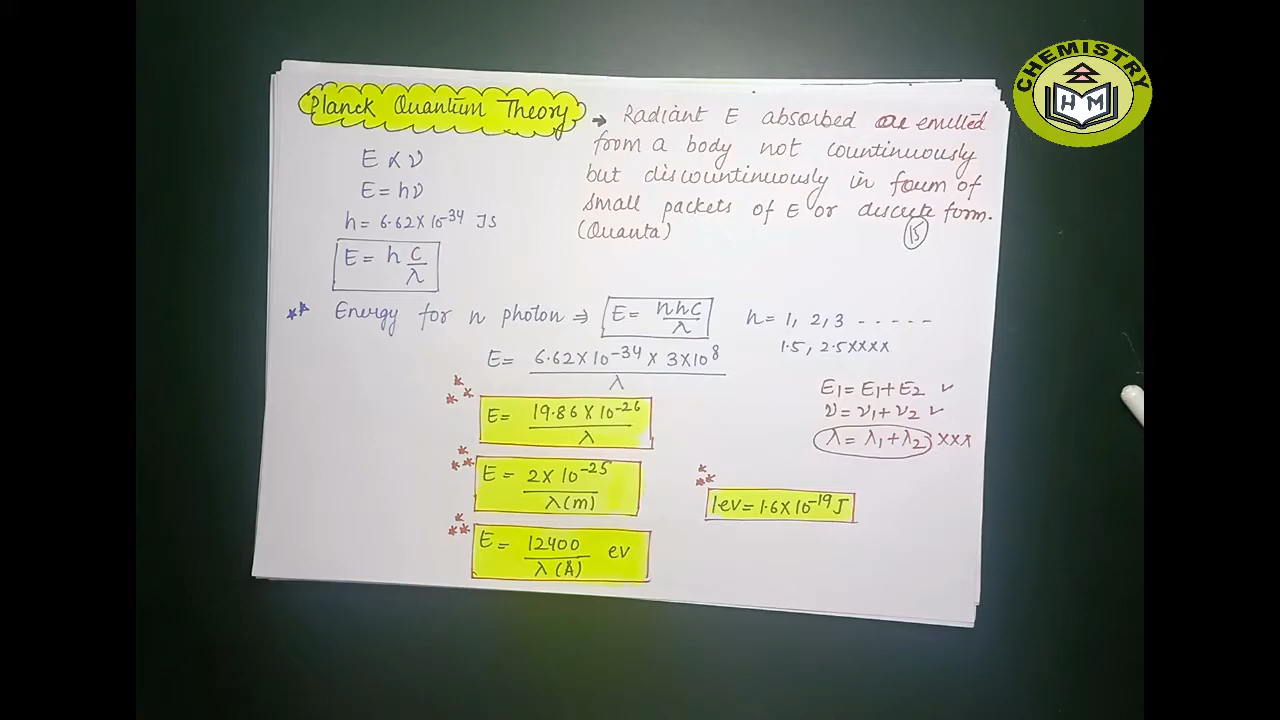 CHEMISTRY
HM
Planck Quantum Theory
→ Radiant E absorbed or emitted
from a body not countinuously
but discountinuously in foum of
small packets of E or discrete form.
(Quanta)
15
E ∝ ν
E = hν
h = 6.62 × 10⁻³⁴ JS
E = h C/λ
** Energy for n photon ⇒ E = nhC/λ n = 1, 2, 3 - - - - -
1.5, 2.5 XXXX
E = 6.62 × 10⁻³⁴ × 3 × 10⁸/λ
E₁ = E₁ + E₂ ✓
ν = ν₁ + ν₂ ✓
λ = λ₁ + λ₂ XXX
*** E = 19.86 × 10⁻²⁶/λ
*** E = 2 × 10⁻²⁵/λ(m)
*** 1ev = 1.6 × 10⁻¹⁹ J
*** E = 12400/λ(Å) ev